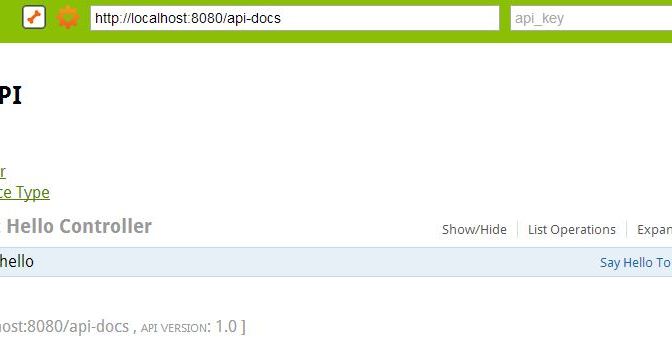 http://localhost:8080/api-docs api_key
PI
r
ce Type
: Hello Controller Show/Hide List Operations Expan
hello Say Hello To
ost:8080/api-docs , API VERSION: 1.0 ]